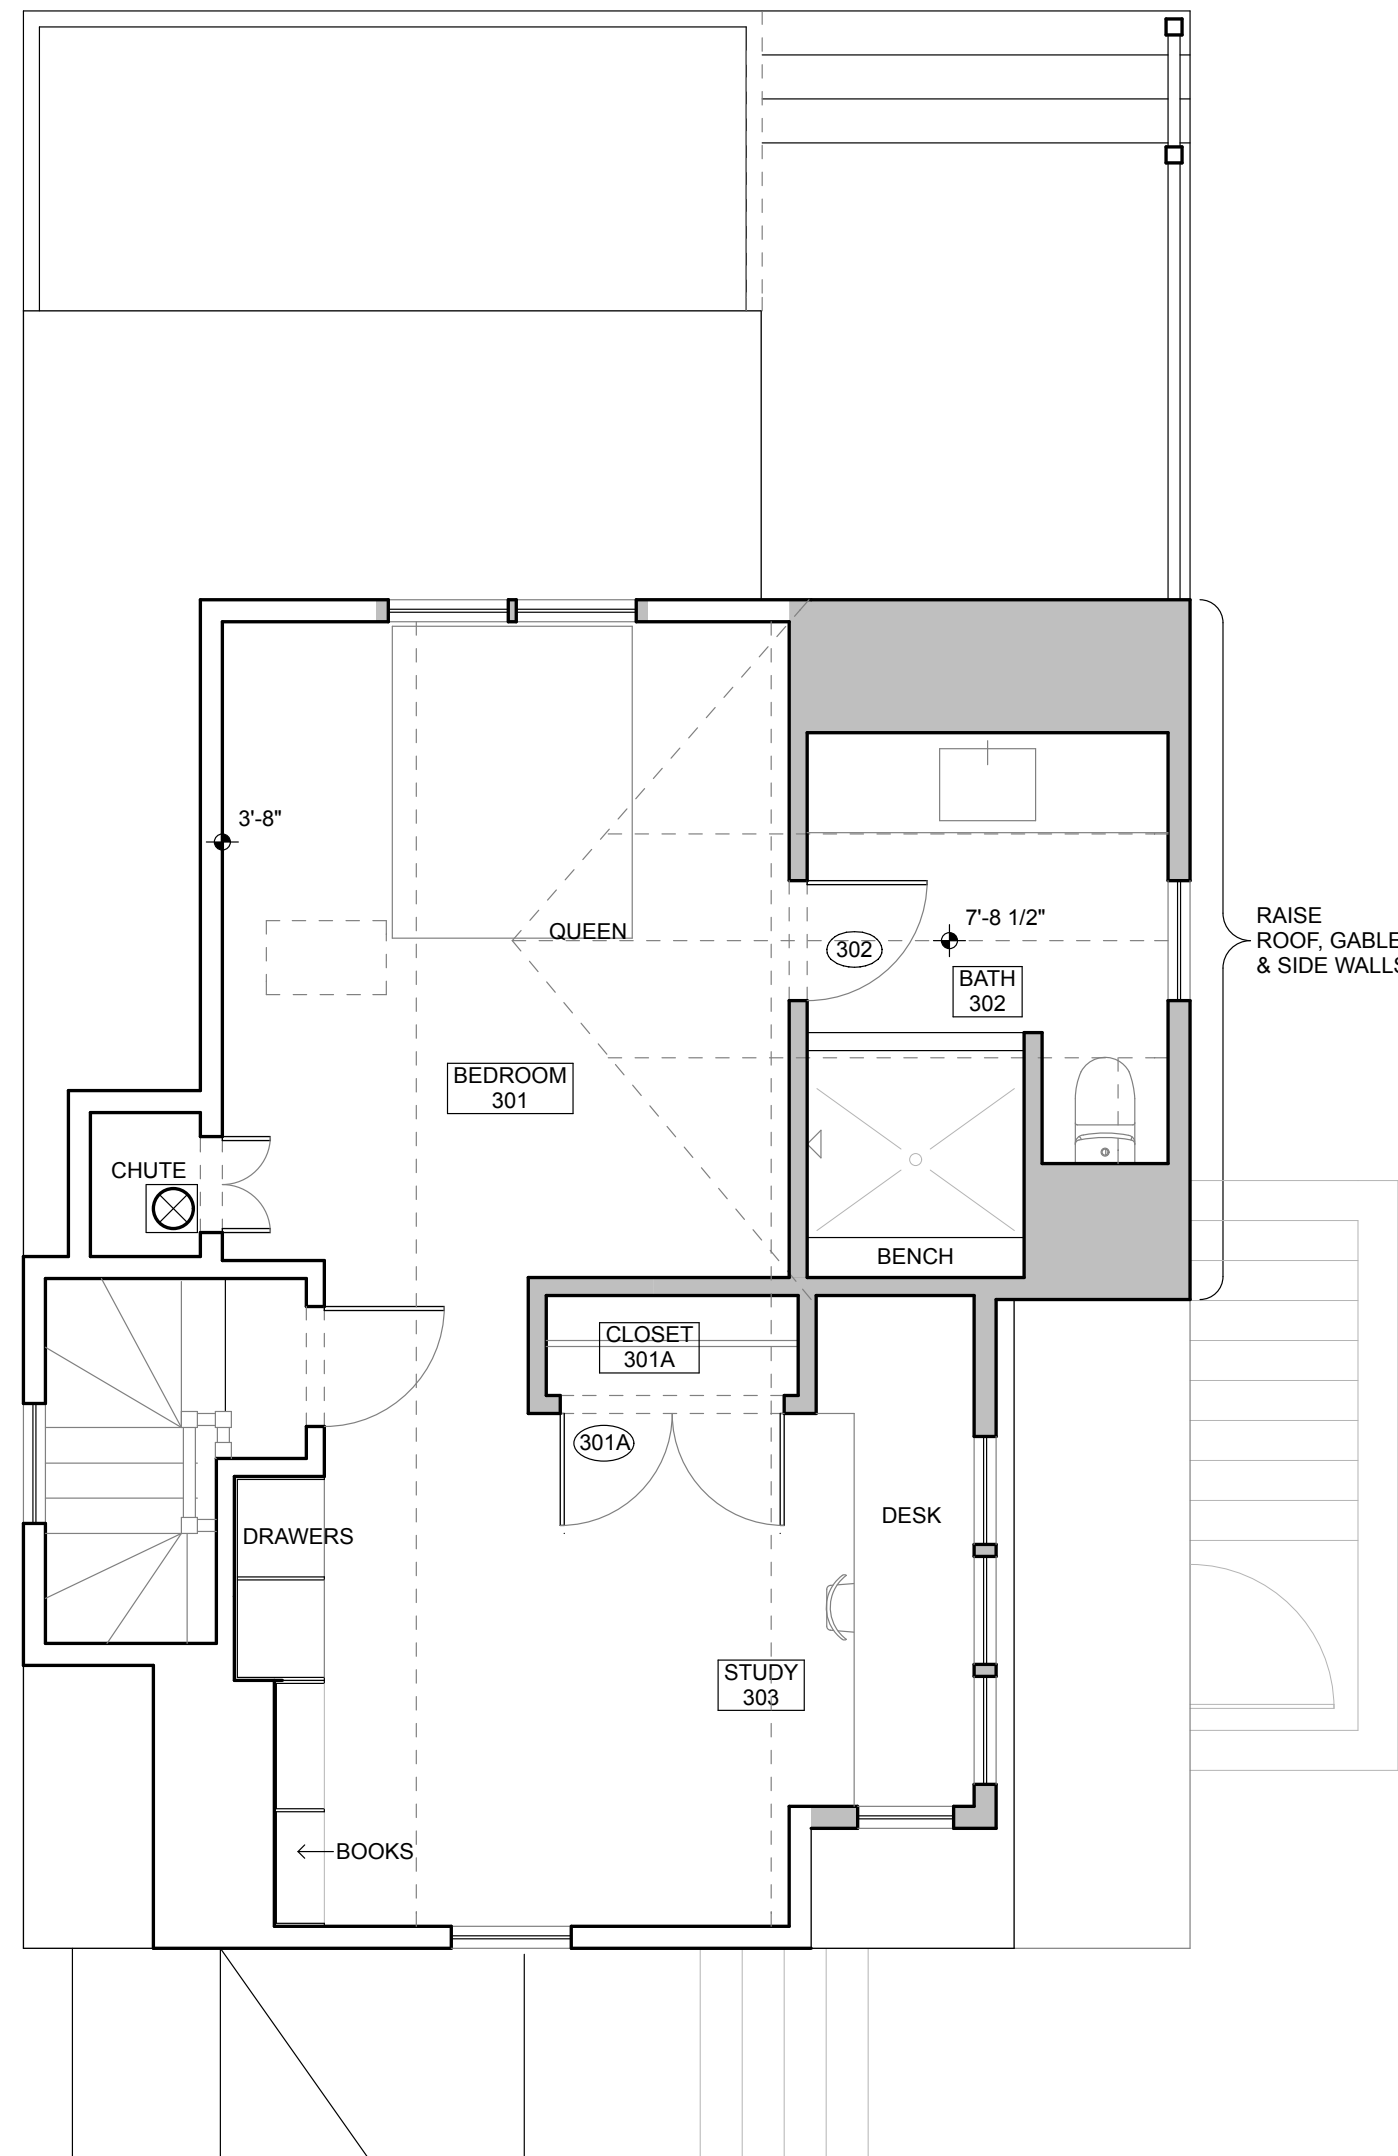 3'-8"
QUEEN
7'-8 1/2"
302
BATH
302
RAISE
ROOF, GABLE
& SIDE WALLS
BEDROOM
301
CHUTE
BENCH
CLOSET
301A
301A
DESK
DRAWERS
STUDY
303
BOOKS